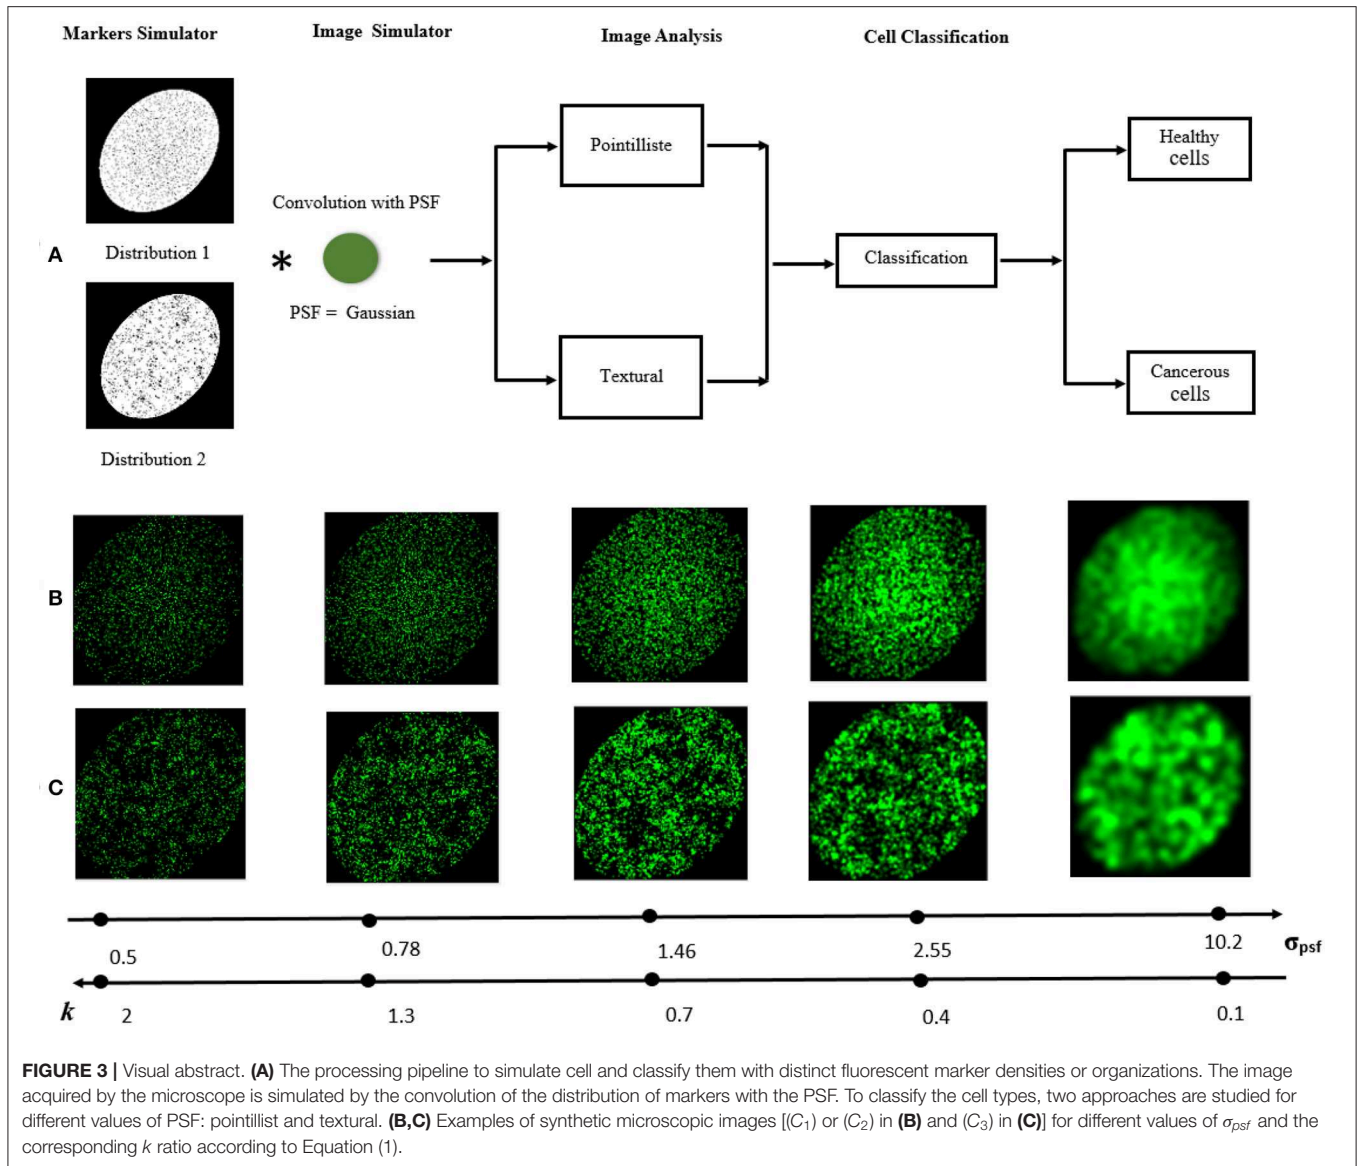 Markers Simulator
Image Simulator
Image Analysis
Cell Classification
A
Distribution 1
Distribution 2
Convolution with PSF
*
PSF = Gaussian
Pointilliste
Textural
Classification
Healthy
cells
Cancerous
cells
B
C
0.5 0.78 1.46 2.55 10.2 σpsf
k 2 1.3 0.7 0.4 0.1
FIGURE 3 | Visual abstract. (A) The processing pipeline to simulate cell and classify them with distinct fluorescent marker densities or organizations. The image
acquired by the microscope is simulated by the convolution of the distribution of markers with the PSF. To classify the cell types, two approaches are studied for
different values of PSF: pointillist and textural. (B,C) Examples of synthetic microscopic images [(C1) or (C2) in (B) and (C3) in (C)] for different values of σpsf and the
corresponding k ratio according to Equation (1).